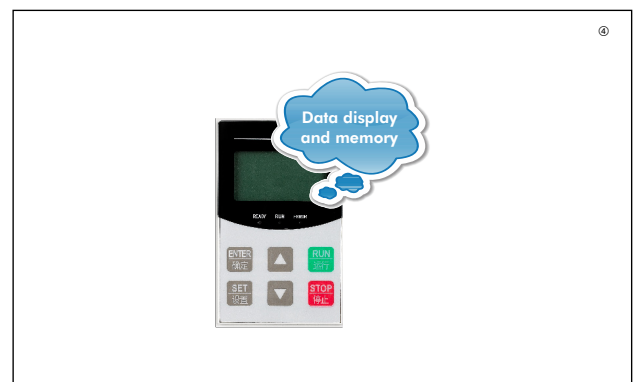 ④
Data display
and memory
READY RUN
ENTER
确定
RUN
运行
SET
设置
STOP
停止